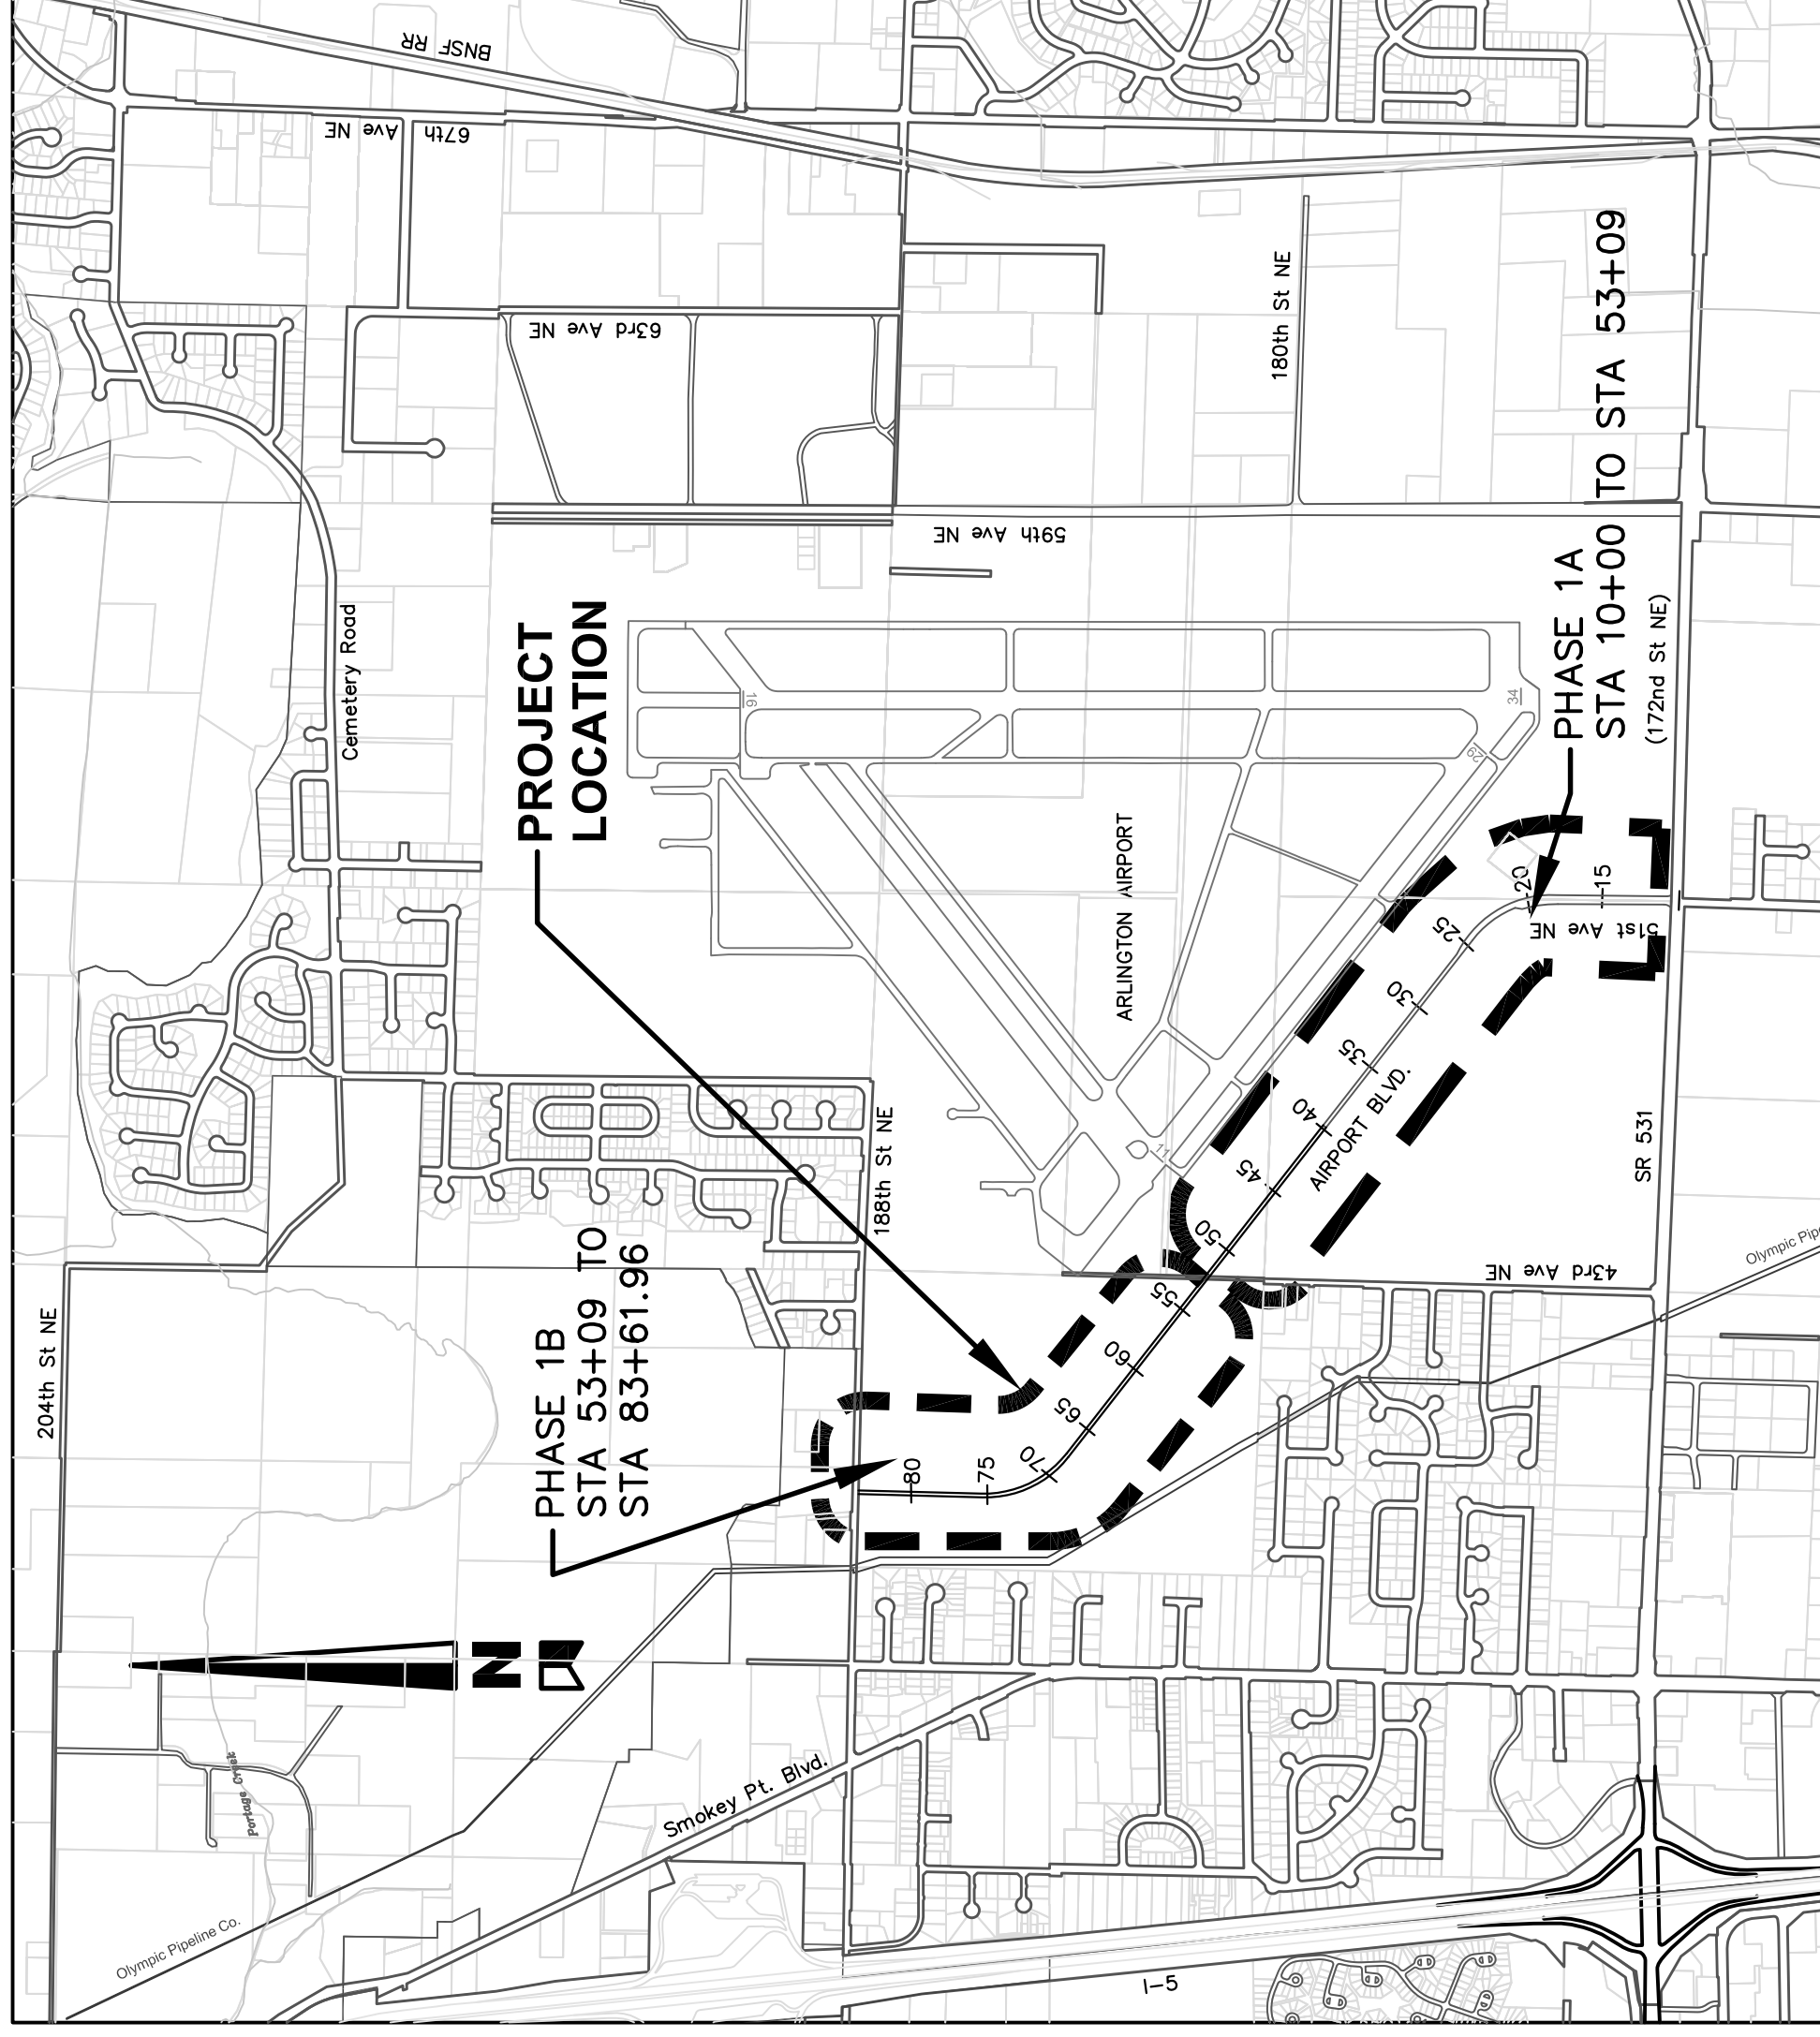 BNSF RR
67th Ave NE
63rd Ave NE
180th St NE
59th Ave NE
Cemetery Road
PROJECT
LOCATION
16
34
29
11
ARLINGTON AIRPORT
PHASE 1A
STA 10+00 TO STA 53+09
(172nd St NE)
SR 531
51st Ave NE
15
20
25
30
35
40
45
50
55
60
65
70
75
80
AIRPORT BLVD.
188th St NE
43rd Ave NE
204th St NE
PHASE 1B
STA 53+09 TO
STA 83+61.96
N
Portage Creek
Smokey Pt. Blvd.
Olympic Pipeline Co.
Olympic Pip
I-5